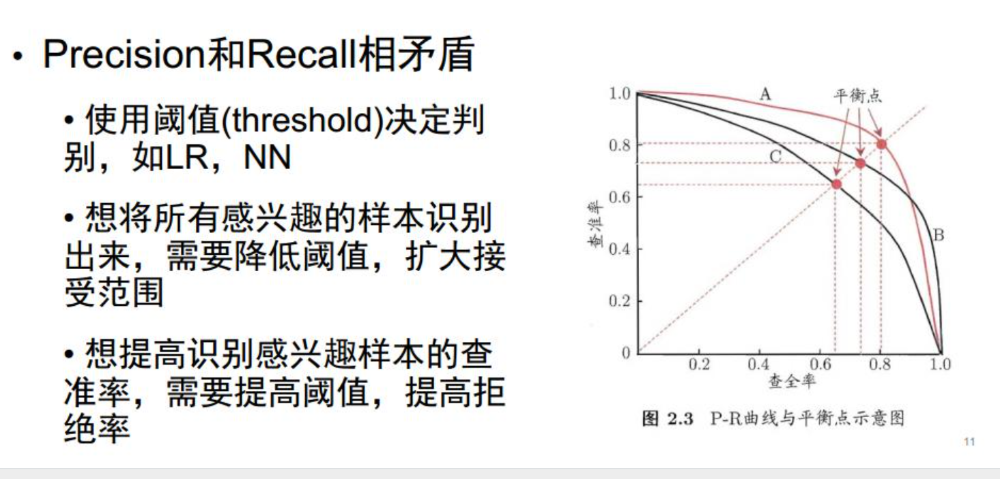 • Precision和Recall相矛盾
• 使用阈值(threshold)决定判
别，如LR，NN
• 想将所有感兴趣的样本识别
出来，需要降低阈值，扩大接
受范围
• 想提高识别感兴趣样本的查
准率，需要提高阈值，提高拒
绝率
1.0
A
平衡点
0.8
C
0.6
查准率
B
0.4
0.2
0
0.2 0.4 0.6 0.8 1.0
查全率
图 2.3 P-R曲线与平衡点示意图
11